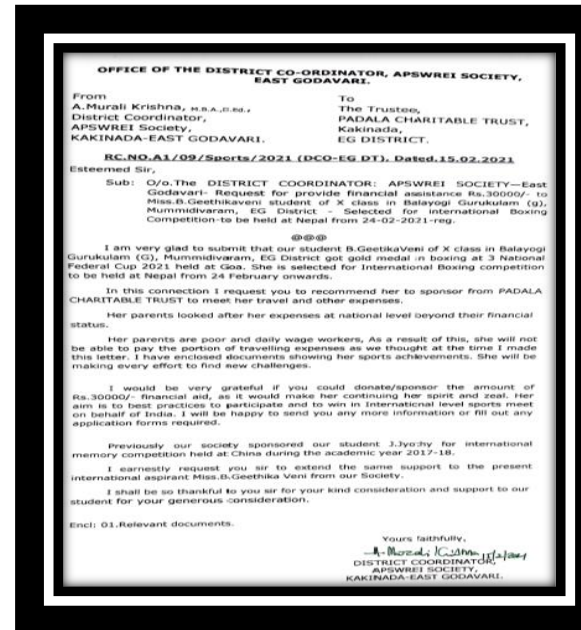 OFFICE OF THE DISTRICT CO-ORDINATOR, APSWREI SOCIETY,
EAST GODAVARI.
From
A.Murali Krishna, M.B.A.,B.ed.,
District Coordinator,
APSWREI Society,
KAKINADA-EAST GODAVARI.
To
The Trustee,
PADALA CHARITABLE TRUST,
Kakinada,
EG DISTRICT.
RC.NO.A1/09/Sports/2021 (DCO-EG DT), Dated.15.02.2021
Esteemed Sir,
Sub: O/o.The DISTRICT COORDINATOR: APSWREI SOCIETY—East
Godavari- Request for provide financial assistance Rs.30000/- to
Miss.B.Geethikaveni student of X class in Balayogi Gurukulam (g),
Mummidivaram, EG District - Selected for international Boxing
Competition-to be held at Nepal from 24-02-2021-reg.
@@@
I am very glad to submit that our student B.GeetikaVeni of X class in Balayogi
Gurukulam (G), Mummidivaram, EG District got gold medal in boxing at 3 National
Federal Cup 2021 held at Goa. She is selected for International Boxing competition
to be held at Nepal from 24 February onwards.
In this connection I request you to recommend her to sponsor from PADALA
CHARITABLE TRUST to meet her travel and other expenses.
Her parents looked after her expenses at national level beyond their financial
status.
Her parents are poor and daily wage workers, As a result of this, she will not
be able to pay the portion of travelling expenses as we thought at the time I made
this letter. I have enclosed documents showing her sports achievements. She will be
making every effort to find new challenges.
I would be very grateful if you could donate/sponsor the amount of
Rs.30000/- financial aid, as it would make her continuing her spirit and zeal. Her
aim is to best practices to participate and to win in International level sports meet
on behalf of India. I will be happy to send you any more information or fill out any
application forms required.
Previously our society sponsored our student J.Jyothy for international
memory competition held at China during the academic year 2017-18.
I earnestly request you sir to extend the same support to the present
international aspirant Miss.B.Geethika Veni from our Society.
I shall be so thankful to you sir for your kind consideration and support to our
student for your generous consideration.
Encl: 01.Relevant documents.
Yours faithfully,
DISTRICT COORDINATOR,
APSWREI SOCIETY,
KAKINADA-EAST GODAVARI.